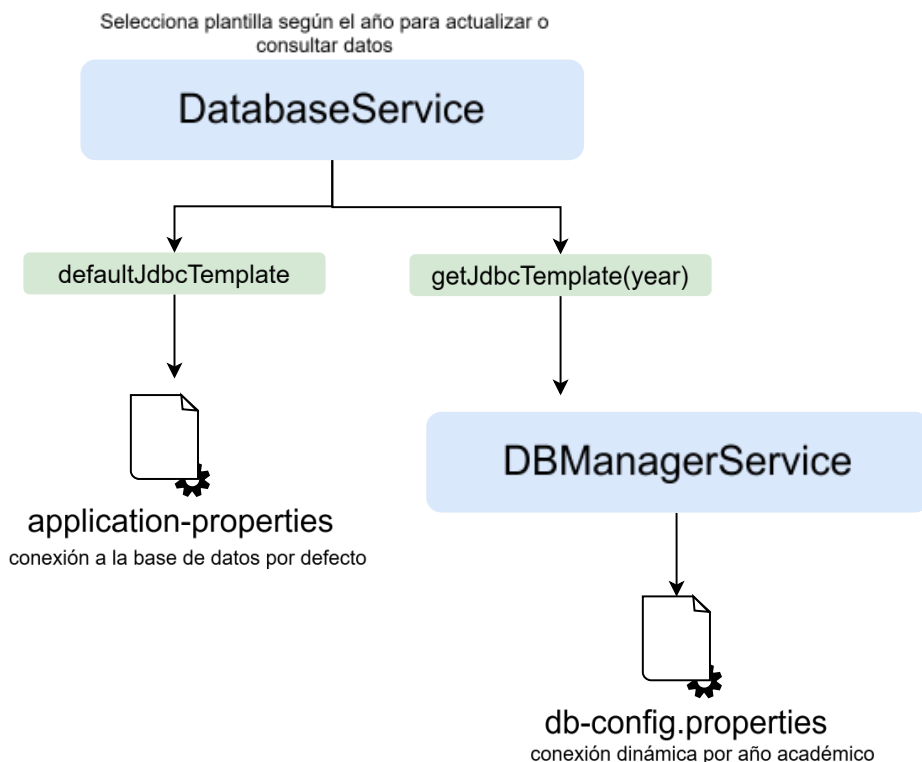 Selecciona plantilla según el año para actualizar o
consultar datos
DatabaseService
defaultJdbcTemplate
getJdbcTemplate(year)
DBManagerService
application-properties
conexión a la base de datos por defecto
db-config.properties
conexión dinámica por año académico